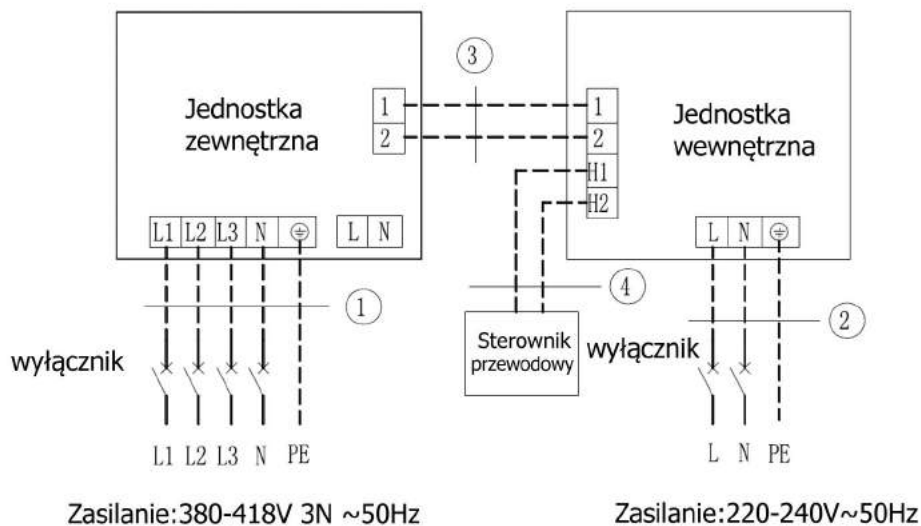 Jednostka
zewnętrzna
1
2
L1 L2 L3 N
L N
3
1
2
H1
H2
Jednostka
wewnętrzna
L N
1
wyłącznik
L1 L2 L3 N PE
Zasilanie:380-418V 3N ~50Hz
4
Sterownik
przewodowy
2
wyłącznik
L N PE
Zasilanie:220-240V~50Hz